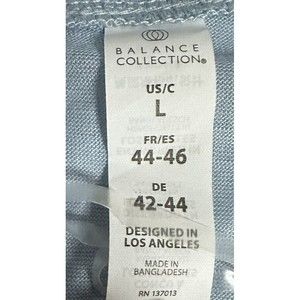 BALANCE
COLLECTION®
US/C
L
FR/ES
44-46
DE
42-44
DESIGNED IN
LOS ANGELES
MADE IN
BANGLADESH
RN 137013